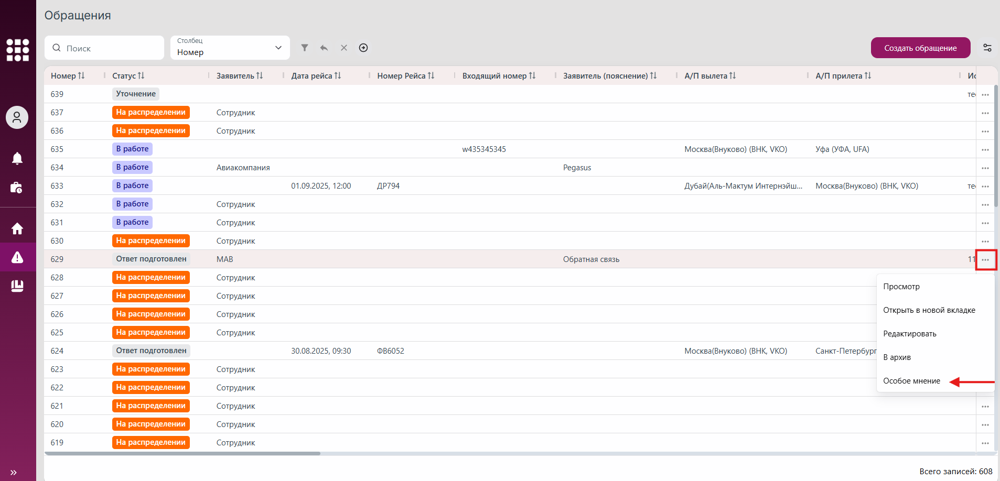 Обращения
Поиск
Столбец
Номер
Создать обращение
Номер Статус Заявитель Дата рейса Номер Рейса Входящий номер Заявитель (пояснение) А/П вылета А/П прилета Ис
639 Уточнение те
637 На распределении Сотрудник
636 На распределении Сотрудник
635 В работе w435345345 Москва(Внуково) (ВНК, VKO) Уфа (УФА, UFA)
634 В работе Авиакомпания Pegasus
633 В работе 01.09.2025, 12:00 ДР794 Дубай(Аль-Мактум Интернэйш... Москва(Внуково) (ВНК, VKO) те
632 В работе Сотрудник
631 В работе Сотрудник
630 На распределении Сотрудник
629 Ответ подготовлен МАВ Обратная связь 11
628 На распределении Сотрудник
627 На распределении Сотрудник
626 На распределении Сотрудник
625 На распределении Сотрудник
624 Ответ подготовлен 30.08.2025, 09:30 ФВ6052 Москва(Внуково) (ВНК, VKO) Санкт-Петербург
623 На распределении Сотрудник
622 На распределении Сотрудник
621 На распределении Сотрудник
620 На распределении Сотрудник
619 На распределении Сотрудник
Просмотр
Открыть в новой вкладке
Редактировать
В архив
Особое мнение
Всего записей: 608